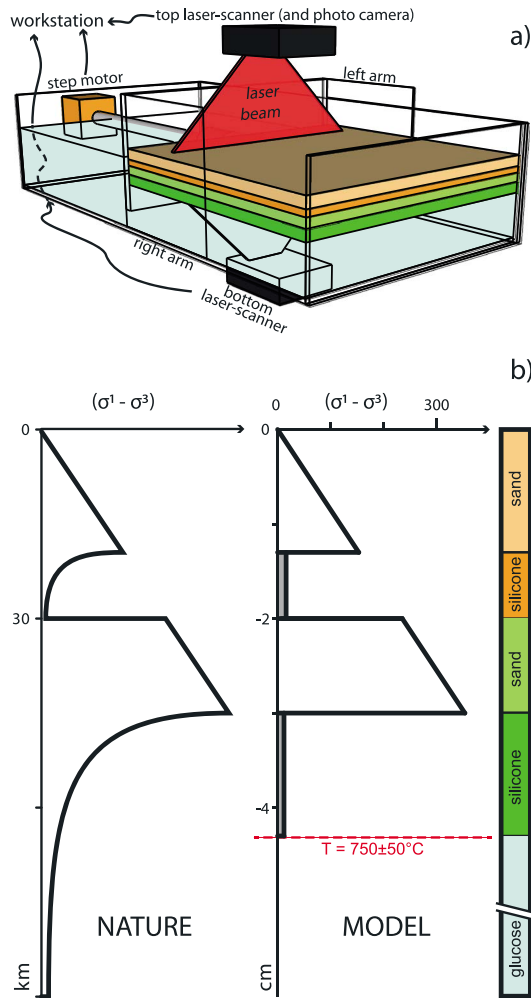 top laser-scanner (and photo camera)
workstation
a)
step motor
left arm
laser
beam
right arm
bottom
laser-scanner
b)
(σ¹ - σ³)
0
(σ¹ - σ³)
300
0
0
sand
silicone
30
-2
sand
silicone
-4
T = 750±50°C
NATURE
MODEL
glucose
km
cm